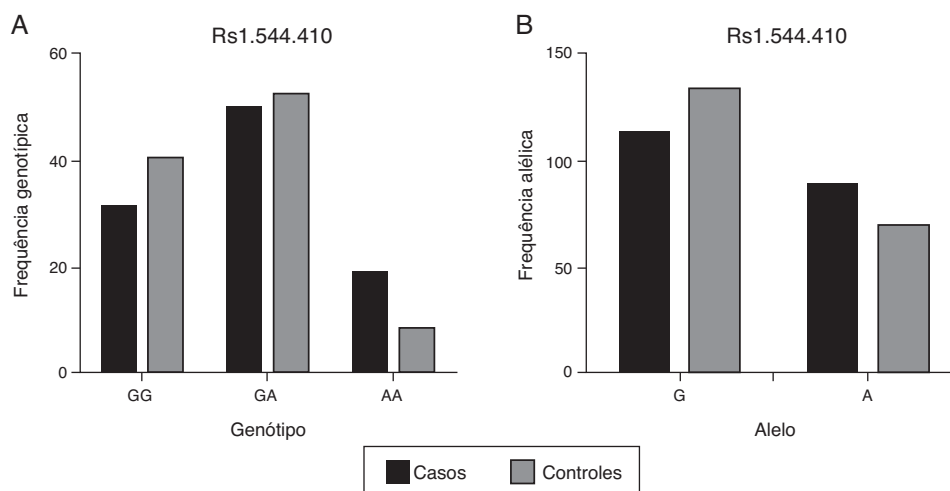 A
Rs1.544.410
Frequência genotípica
60
40
20
0
GG GA AA
Genótipo
B
Rs1.544.410
Frequência alélica
150
100
50
0
G A
Alelo
Casos Controles